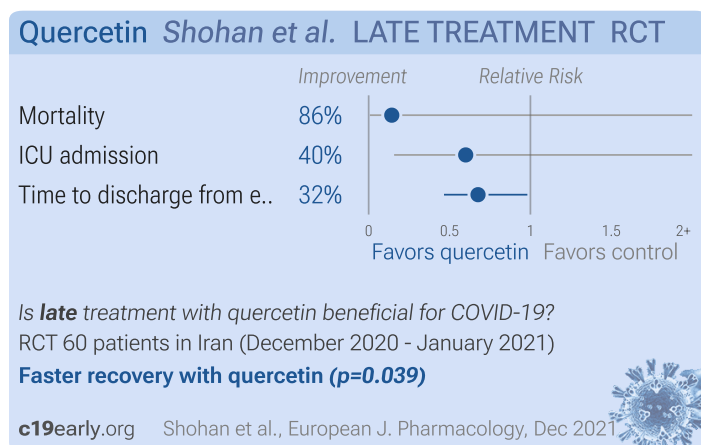 Quercetin Shohan et al. LATE TREATMENT RCT
Improvement Relative Risk
Mortality 86%
ICU admission 40%
Time to discharge from e.. 32%
0 0.5 1 1.5 2+
Favors quercetin Favors control
Is late treatment with quercetin beneficial for COVID-19?
RCT 60 patients in Iran (December 2020 - January 2021)
Faster recovery with quercetin (p=0.039)
c19early.org Shohan et al., European J. Pharmacology, Dec 2021